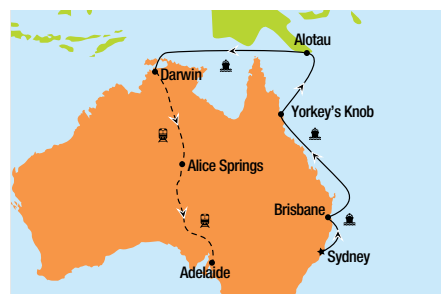 Alotau
Darwin
Yorkey's Knob
Alice Springs
Brisbane
Sydney
Adelaide